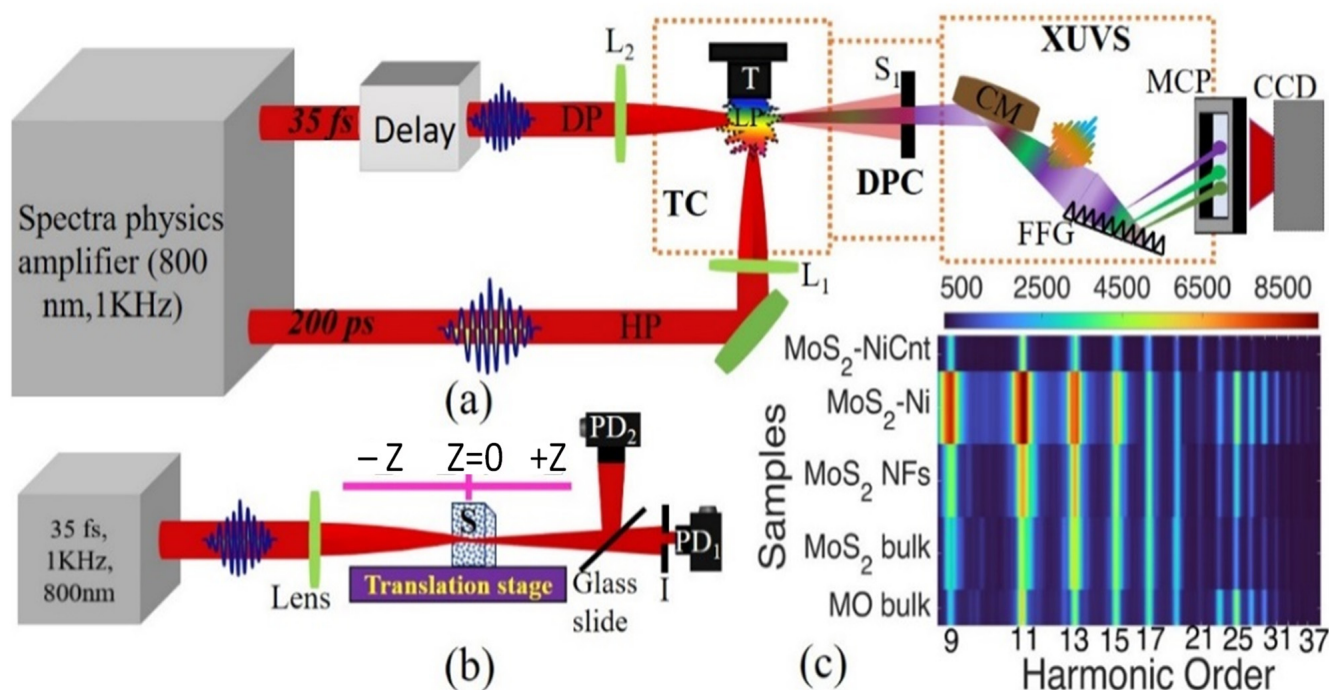 35 fs
Delay
DP
L2
T
LP
TC
S1
DPC
XUVS
CM
FFG
MCP
CCD
Spectra physics
amplifier (800
nm,1KHz)
200 ps
HP
L1
(a)
35 fs,
1KHz,
800nm
Lens
– Z Z=0 +Z
S
Translation stage
PD2
PD1
Glass
slide
I
(b)
500 2500 4500 6500 8500
Samples
MoS2-NiCnt
MoS2-Ni
MoS2 NFs
MoS2 bulk
MO bulk
9 11 13 15 17 21 25 31 37
Harmonic Order
(c)